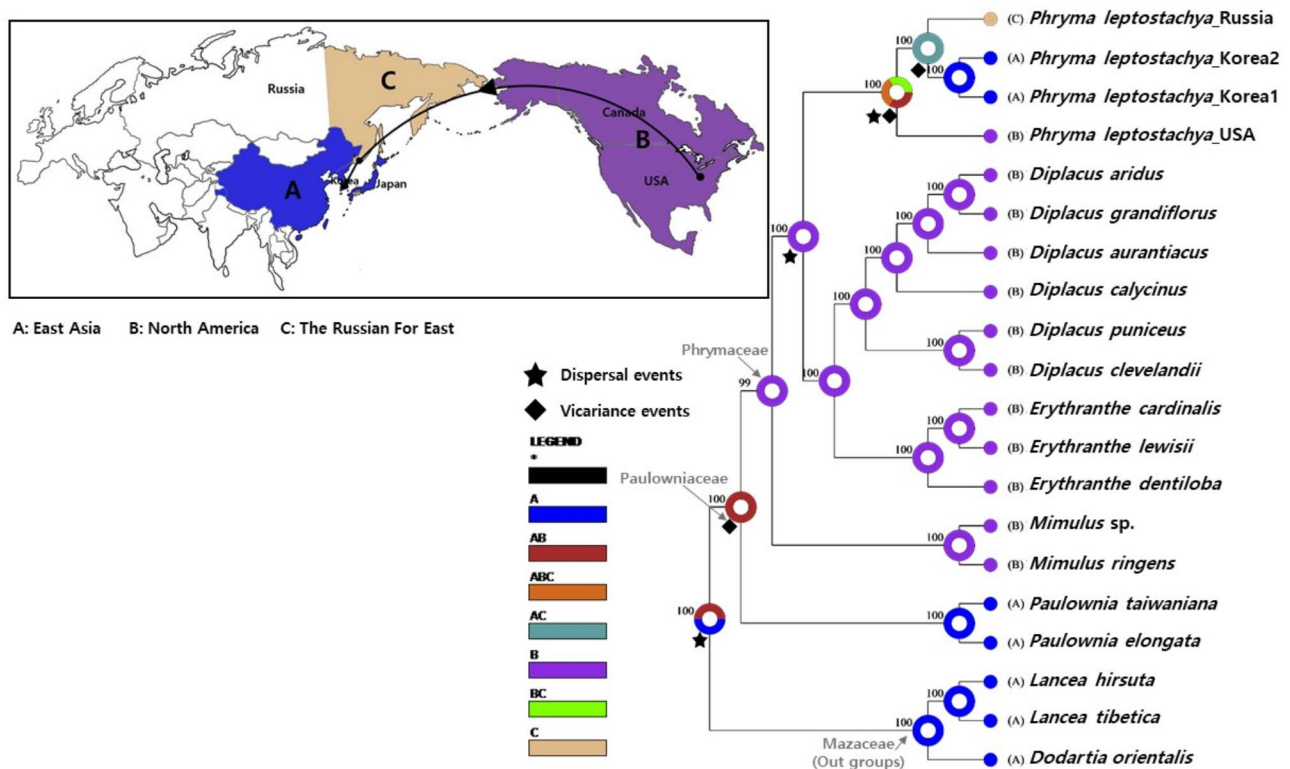 Russia
C
Canada
B
USA
A
Korea
Japan
A: East Asia B: North America C: The Russian For East
Dispersal events
Vicariance events
LEGEND
*
A
AB
ABC
AC
B
BC
C
Phrymaceae
Paulowniaceae
Mazaceae
(Out groups)
100
100
100
100
100
100
100
100
100
100
100
99
100
100
100
100
100
100
100
(C) Phryma leptostachya_Russia
(A) Phryma leptostachya_Korea2
(A) Phryma leptostachya_Korea1
(B) Phryma leptostachya_USA
(B) Diplacus aridus
(B) Diplacus grandiflorus
(B) Diplacus aurantiacus
(B) Diplacus calycinus
(B) Diplacus puniceus
(B) Diplacus clevelandii
(B) Erythranthe cardinalis
(B) Erythranthe lewisii
(B) Erythranthe dentiloba
(B) Mimulus sp.
(B) Mimulus ringens
(A) Paulownia taiwaniana
(A) Paulownia elongata
(A) Lancea hirsuta
(A) Lancea tibetica
(A) Dodartia orientalis